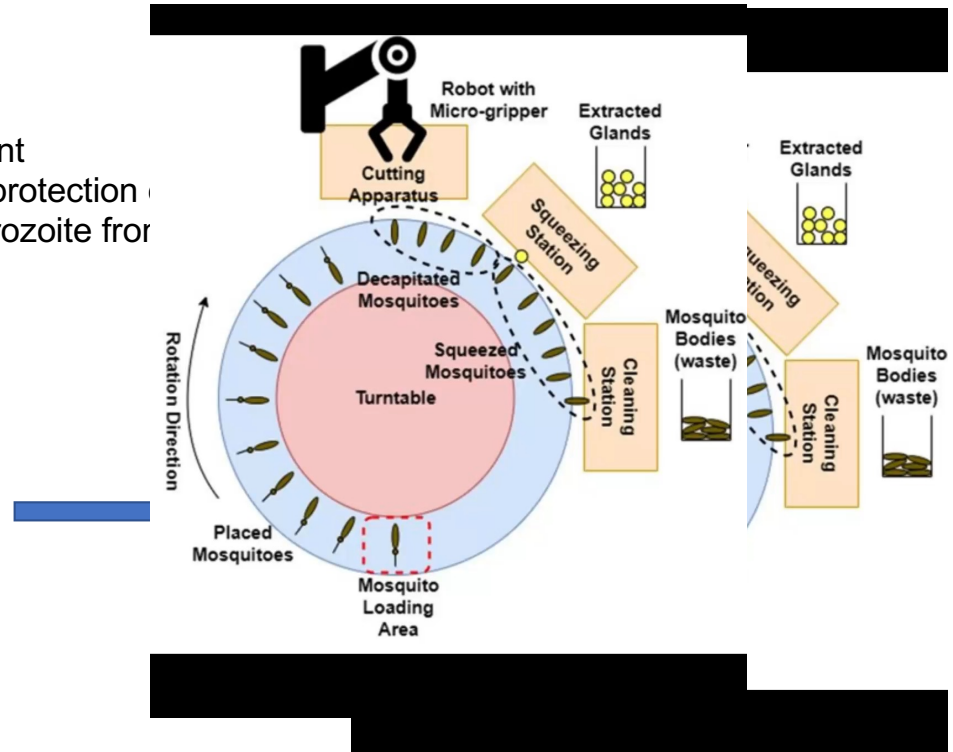 nt
protection
rozoite from
Robot with
Micro-gripper
Extracted
Glands
Cutting
Apparatus
Squeezing
Station
Decapitated
Mosquitoes
Squeezed
Mosquitoes
Mosquito
Bodies
(waste)
Cleaning
Station
Turntable
Rotation Direction
Placed
Mosquitoes
Mosquito
Loading
Area
Extracted
Glands
ueezing
tion
Mosquito
Bodies
(waste)
Cleaning
Station